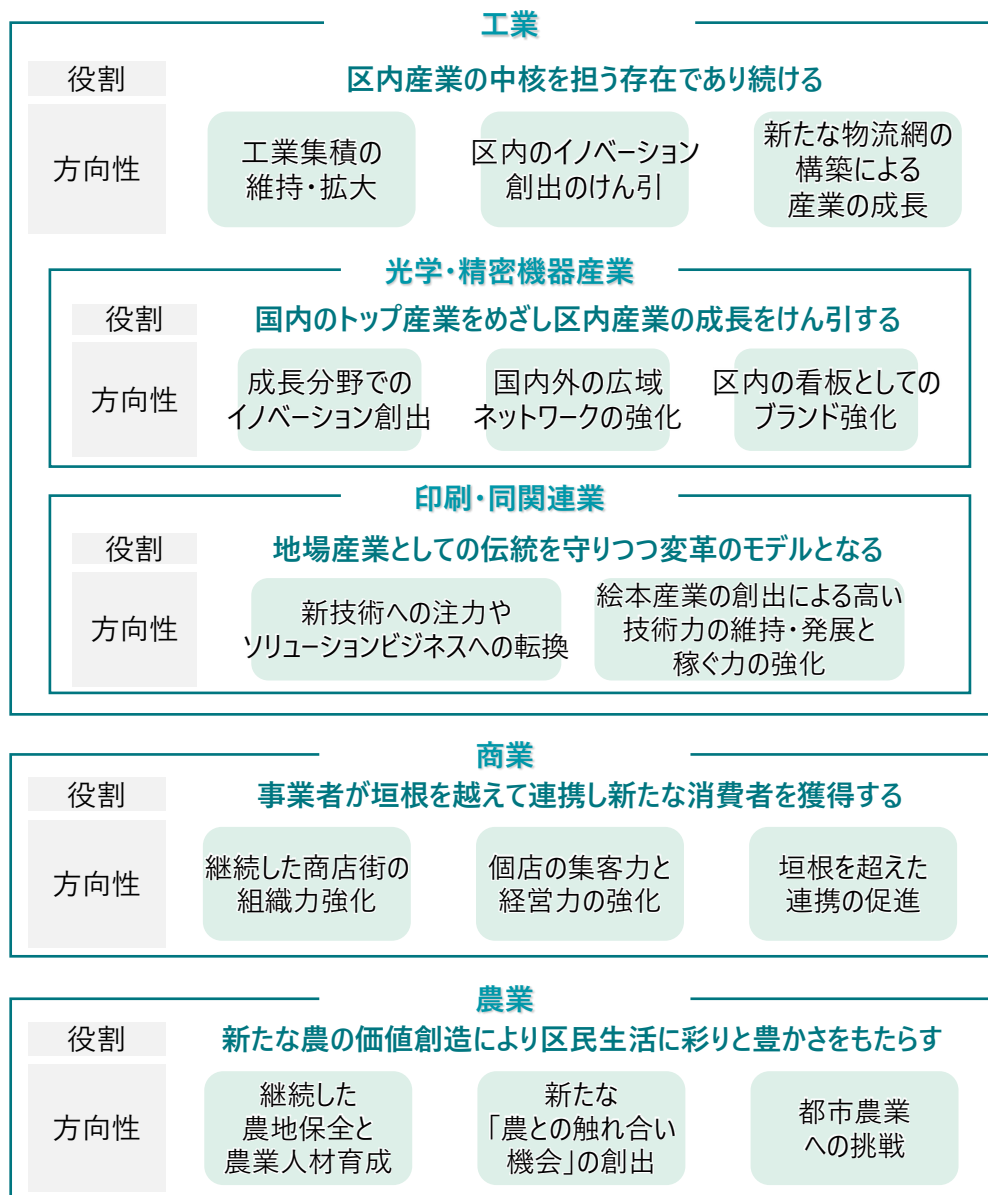 工業
役割
区内産業の中核を担う存在であり続ける
方向性
工業集積の
維持・拡大
区内のイノベーション
創出のけん引
新たな物流網の
構築による
産業の成長
光学・精密機器産業
役割
国内のトップ産業をめざし区内産業の成長をけん引する
方向性
成長分野での
イノベーション創出
国内外の広域
ネットワークの強化
区内の看板としての
ブランド強化
印刷・同関連業
役割
地場産業としての伝統を守りつつ変革のモデルとなる
方向性
新技術への注力や
ソリューションビジネスへの転換
絵本産業の創出による高い
技術力の維持・発展と
稼ぐ力の強化
商業
役割
事業者が垣根を越えて連携し新たな消費者を獲得する
方向性
継続した商店街の
組織力強化
個店の集客力と
経営力の強化
垣根を超えた
連携の促進
農業
役割
新たな農の価値創造により区民生活に彩りと豊かさをもたらす
方向性
継続した
農地保全と
農業人材育成
新たな
「農との触れ合い
機会」の創出
都市農業
への挑戦